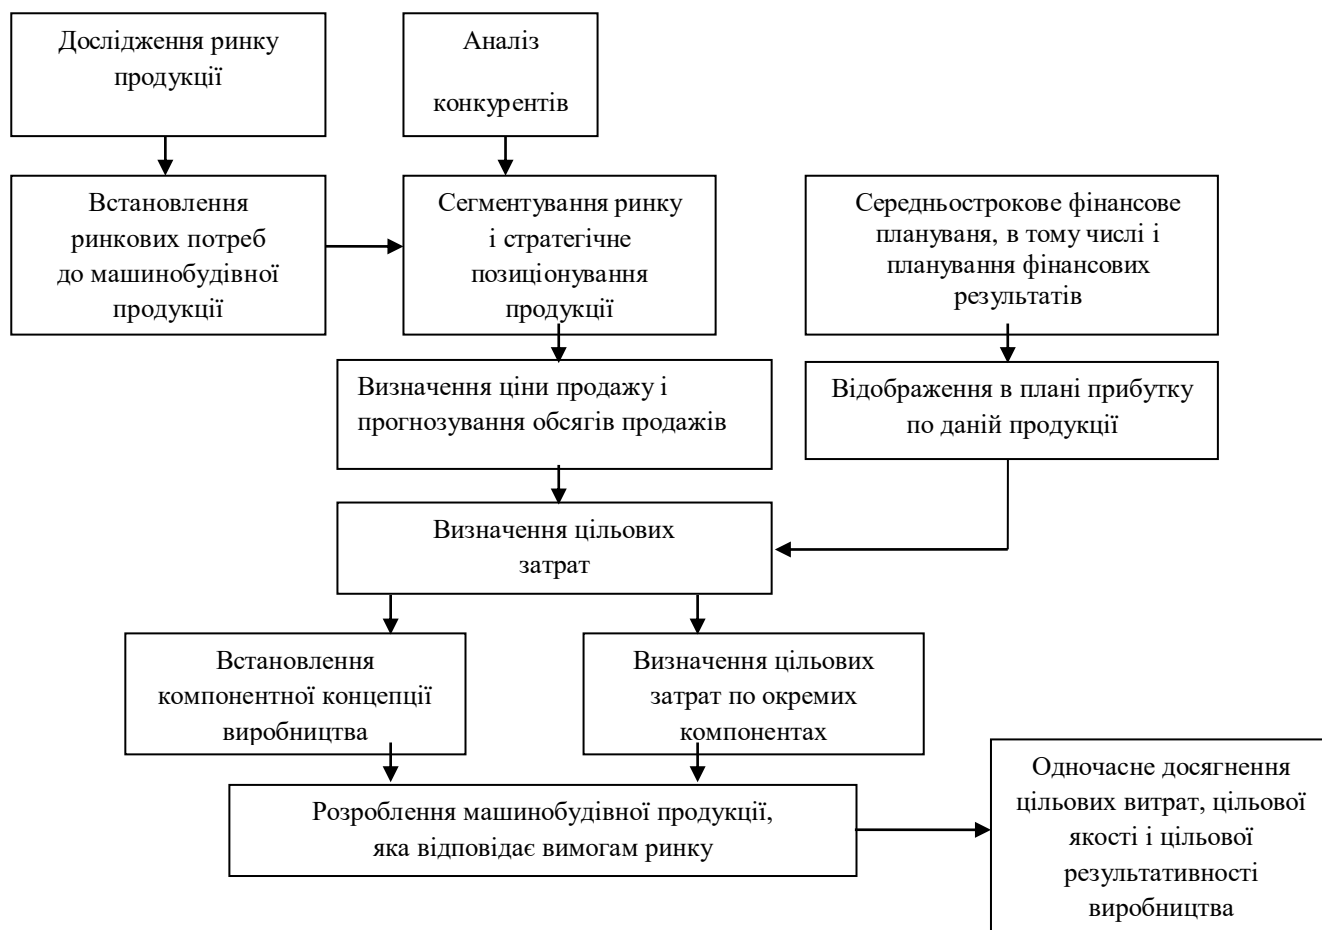 Дослідження ринку
продукції
Аналіз
конкурентів
Встановлення
ринкових потреб
до машинобудівної
продукції
Сегментування ринку
і стратегічне
позиціонування
продукції
Середньострокове фінансове
плануваня, в тому числі і
планування фінансових
результатів
Визначення ціни продажу і
прогнозування обсягів продажів
Відображення в плані прибутку
по даній продукції
Визначення цільових
затрат
Встановлення
компонентної концепції
виробництва
Визначення цільових
затрат по окремих
компонентах
Розроблення машинобудівної продукції,
яка відповідає вимогам ринку
Одночасне досягнення
цільових витрат, цільової
якості і цільової
результативності
виробництва